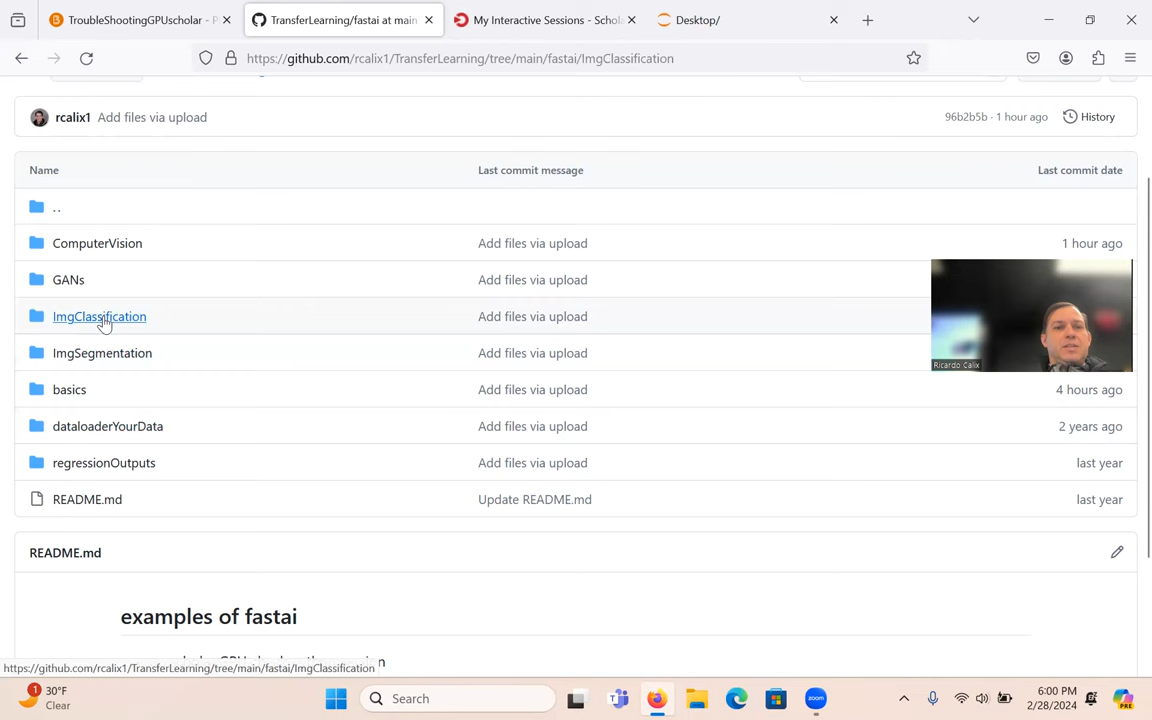 TroubleShootingGPUscholar - P
TransferLearning/fastai at main
My Interactive Sessions - Schola
Desktop/
https://github.com/rcalix1/TransferLearning/tree/main/fastai/ImgClassification
rcalix1 Add files via upload 96b2b5b · 1 hour ago History
Name Last commit message Last commit date
..
ComputerVision Add files via upload 1 hour ago
GANs Add files via upload
ImgClassification Add files via upload
ImgSegmentation Add files via upload
Ricardo Calix
basics Add files via upload 4 hours ago
dataloaderYourData Add files via upload 2 years ago
regressionOutputs Add files via upload last year
README.md Update README.md last year
README.md
examples of fastai
https://github.com/rcalix1/TransferLearning/tree/main/fastai/ImgClassification
1 30°F
Clear
Search
zoom
PRE
6:00 PM
2/28/2024